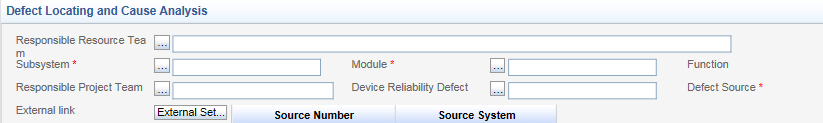 Defect Locating and Cause Analysis
Responsible Resource Tea
m
...
Subsystem *
...
Module *
...
Function
Responsible Project Team
...
Device Reliability Defect
...
Defect Source *
External link
External Set...
Source Number
Source System